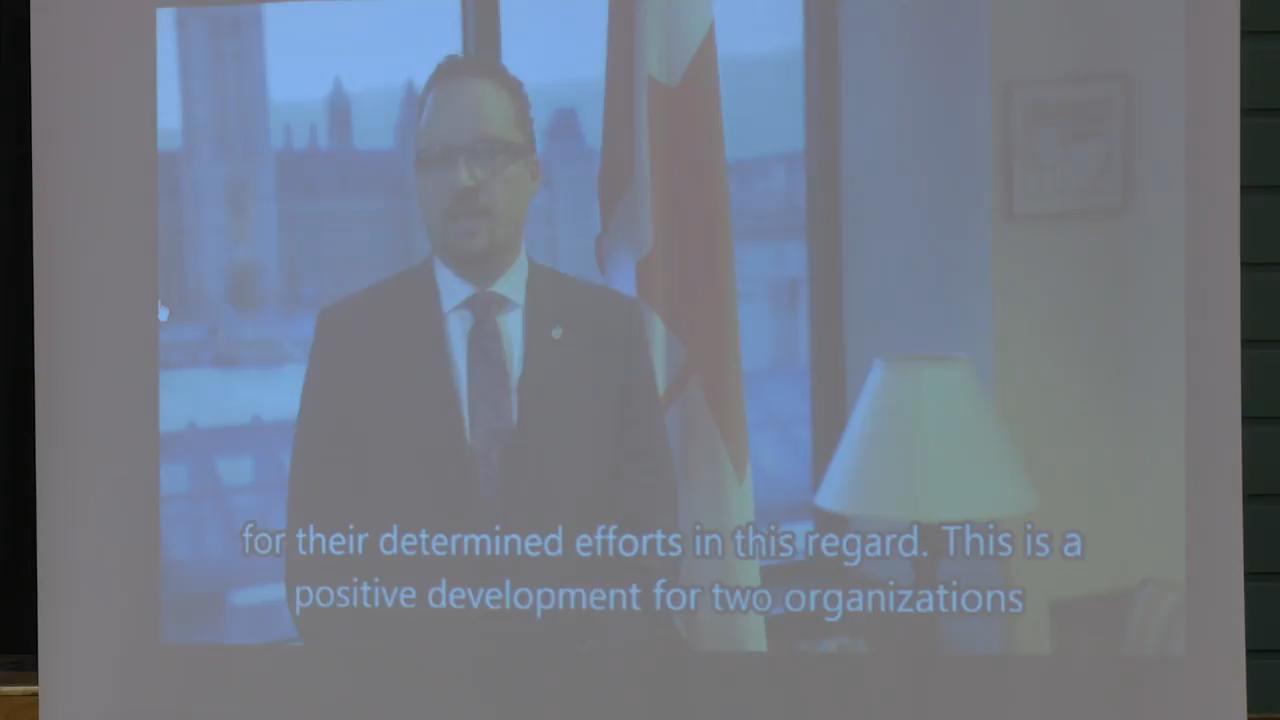 for their determined efforts in this regard. This is a
positive development for two organizations